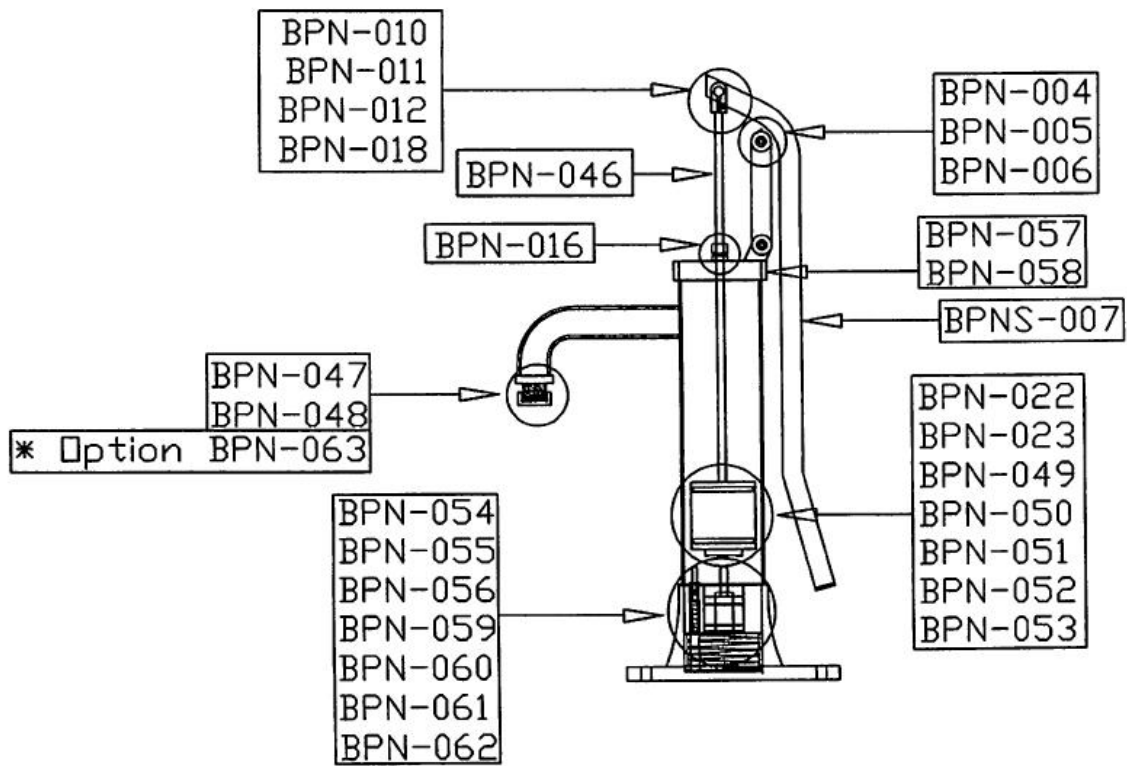 BPN-010
BPN-011
BPN-012
BPN-018
BPN-004
BPN-005
BPN-006
BPN-046
BPN-016
BPN-057
BPN-058
BPNS-007
BPN-047
BPN-048
* Option BPN-063
BPN-022
BPN-023
BPN-049
BPN-050
BPN-051
BPN-052
BPN-053
BPN-054
BPN-055
BPN-056
BPN-059
BPN-060
BPN-061
BPN-062